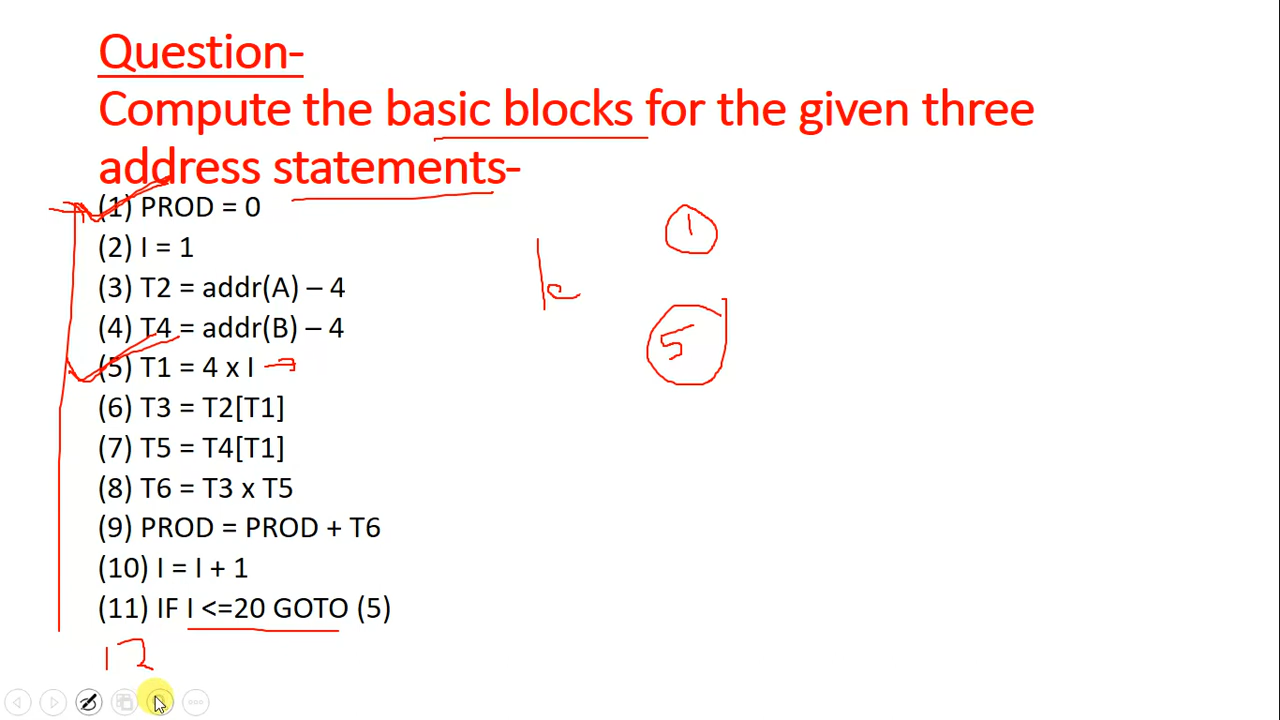 Question-
Compute the basic blocks for the given three
address statements-
(1) PROD = 0
(2) I = 1
(3) T2 = addr(A) – 4
(4) T4 = addr(B) – 4
(5) T1 = 4 x I
(6) T3 = T2[T1]
(7) T5 = T4[T1]
(8) T6 = T3 x T5
(9) PROD = PROD + T6
(10) I = I + 1
(11) IF I <=20 GOTO (5)
12
1
5